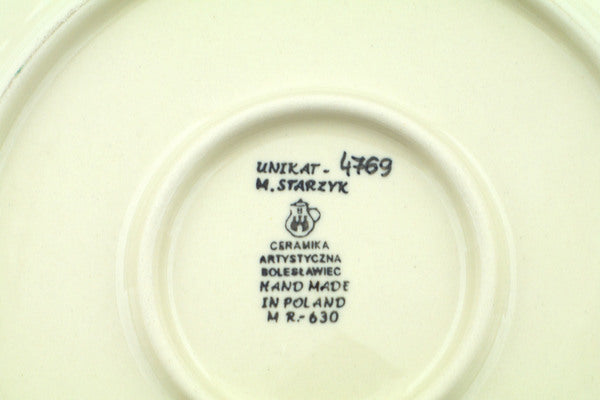 UNIKAT - 4769
M. STARZYK
CERAMIKA
ARTYSTYCZNA
BOLESŁAWIEC
HAND MADE
IN POLAND
M R.-630